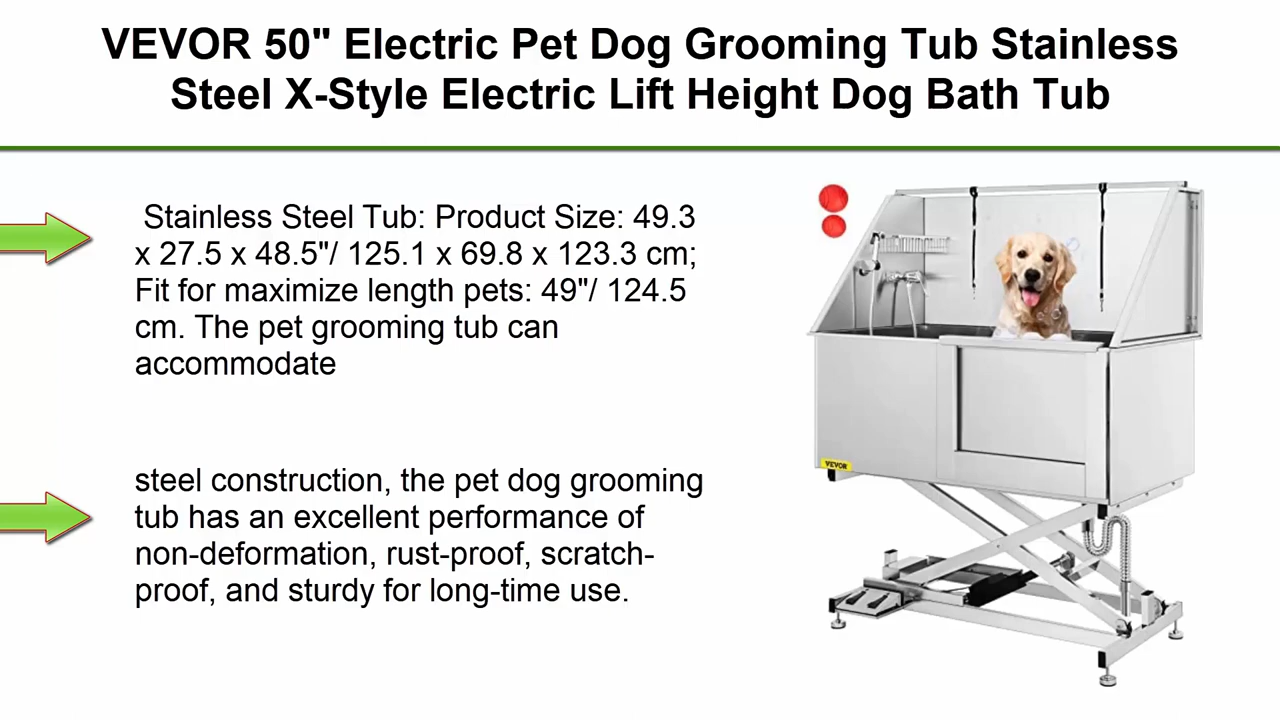 VEVOR 50" Electric Pet Dog Grooming Tub Stainless
Steel X-Style Electric Lift Height Dog Bath Tub
Stainless Steel Tub: Product Size: 49.3
x 27.5 x 48.5"/ 125.1 x 69.8 x 123.3 cm;
Fit for maximize length pets: 49"/ 124.5
cm. The pet grooming tub can
accommodate
steel construction, the pet dog grooming
tub has an excellent performance of
non-deformation, rust-proof, scratch-
proof, and sturdy for long-time use.
VEVOR